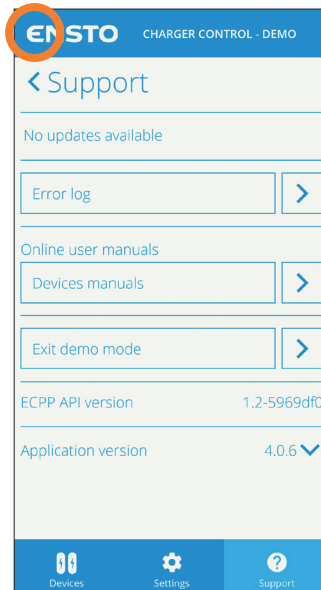 ENSTO CHARGER CONTROL - DEMO
Support
No updates available
Error log
Online user manuals
Devices manuals
Exit demo mode
ECPP API version 1.2-5969df0
Application version 4.0.6
Devices Settings Support